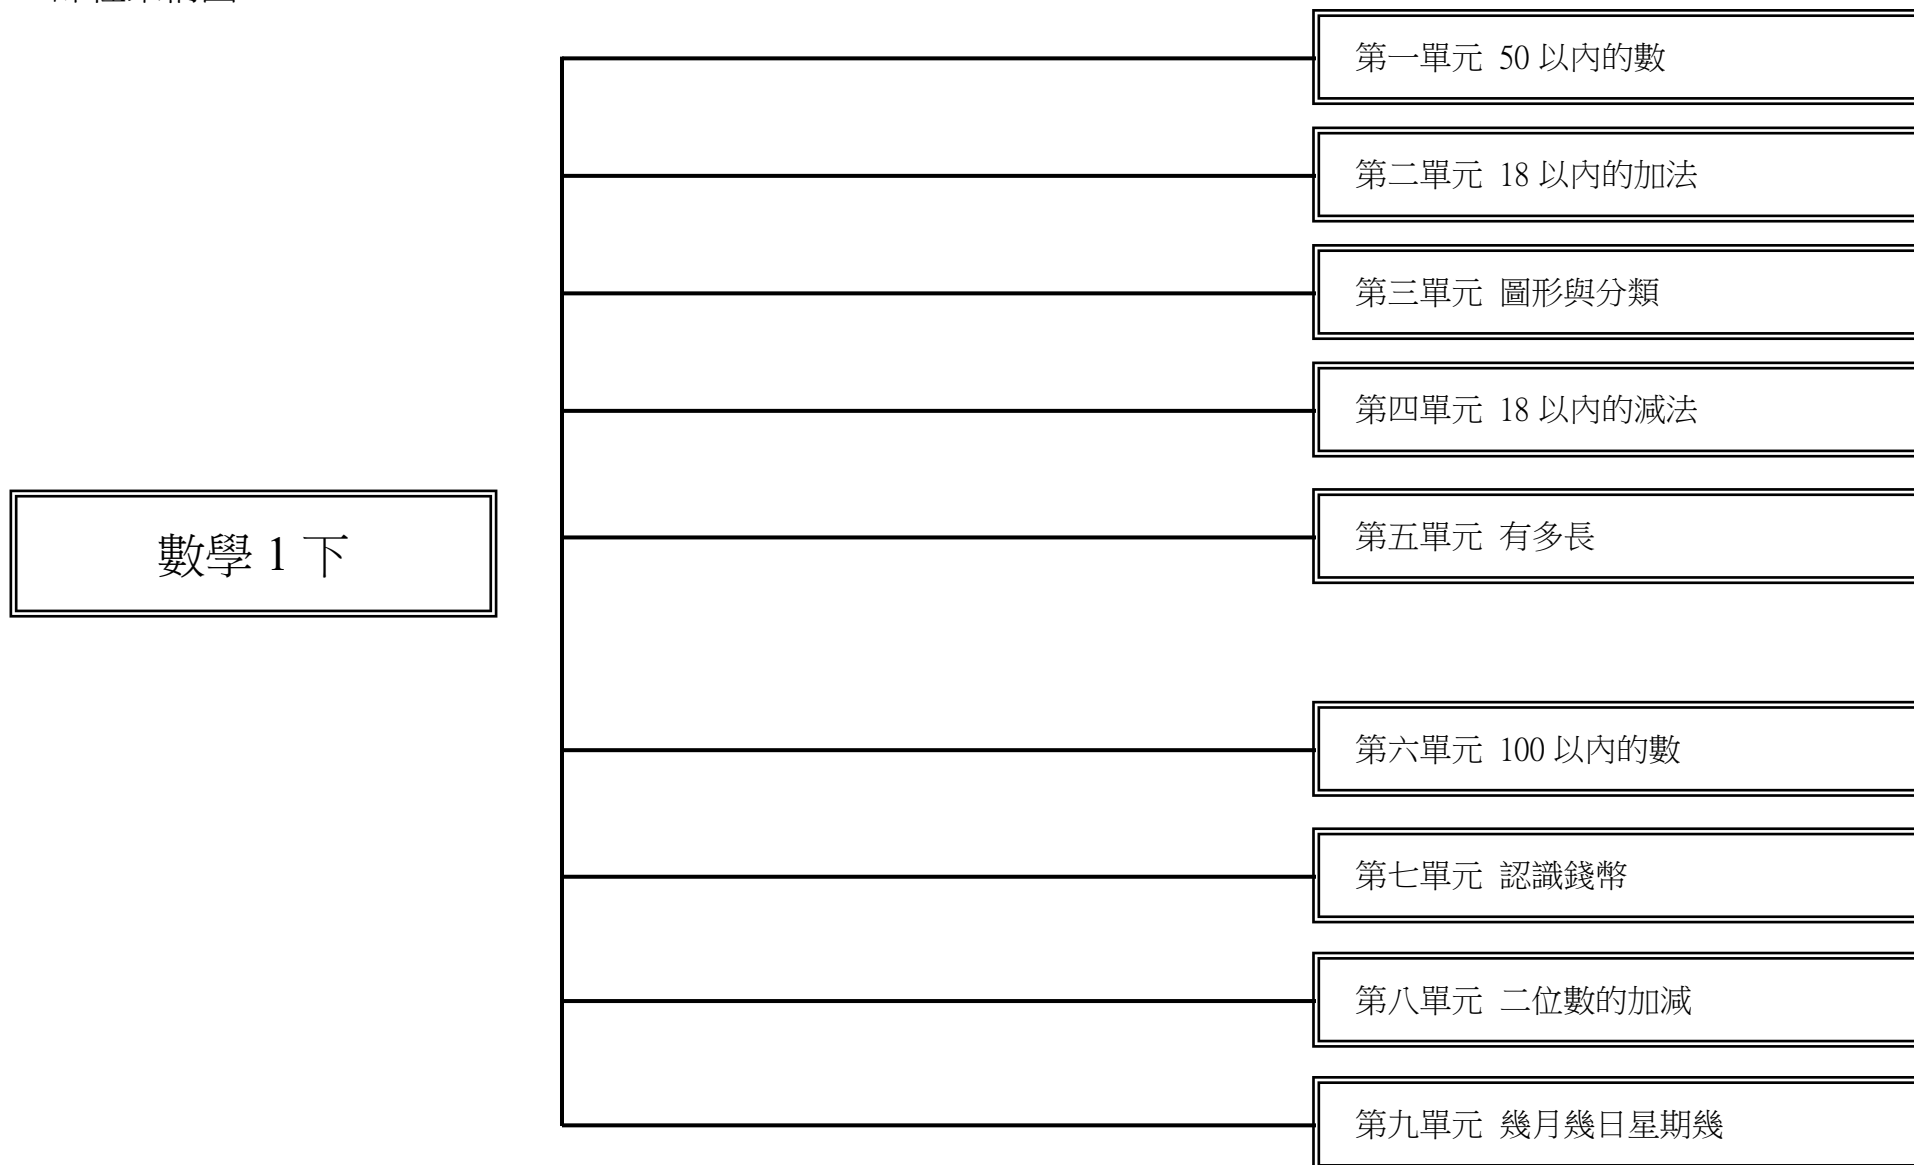 第一單元 50 以內的數
第二單元 18 以內的加法
第三單元 圖形與分類
第四單元 18 以內的減法
數學 1 下
第五單元 有多長
第六單元 100 以內的數
第七單元 認識錢幣
第八單元 二位數的加減
第九單元 幾月幾日星期幾